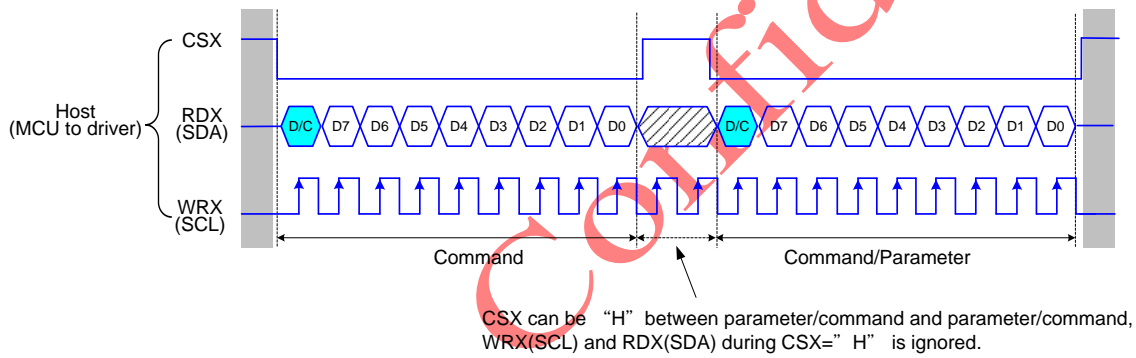 CSX
Host
(MCU to driver)
RDX
(SDA)
D/C D7 D6 D5 D4 D3 D2 D1 D0 D/C D7 D6 D5 D4 D3 D2 D1 D0
WRX
(SCL)
Command
Command/Parameter
CSX can be “H” between parameter/command and parameter/command,
WRX(SCL) and RDX(SDA) during CSX=”H” is ignored.
Confid